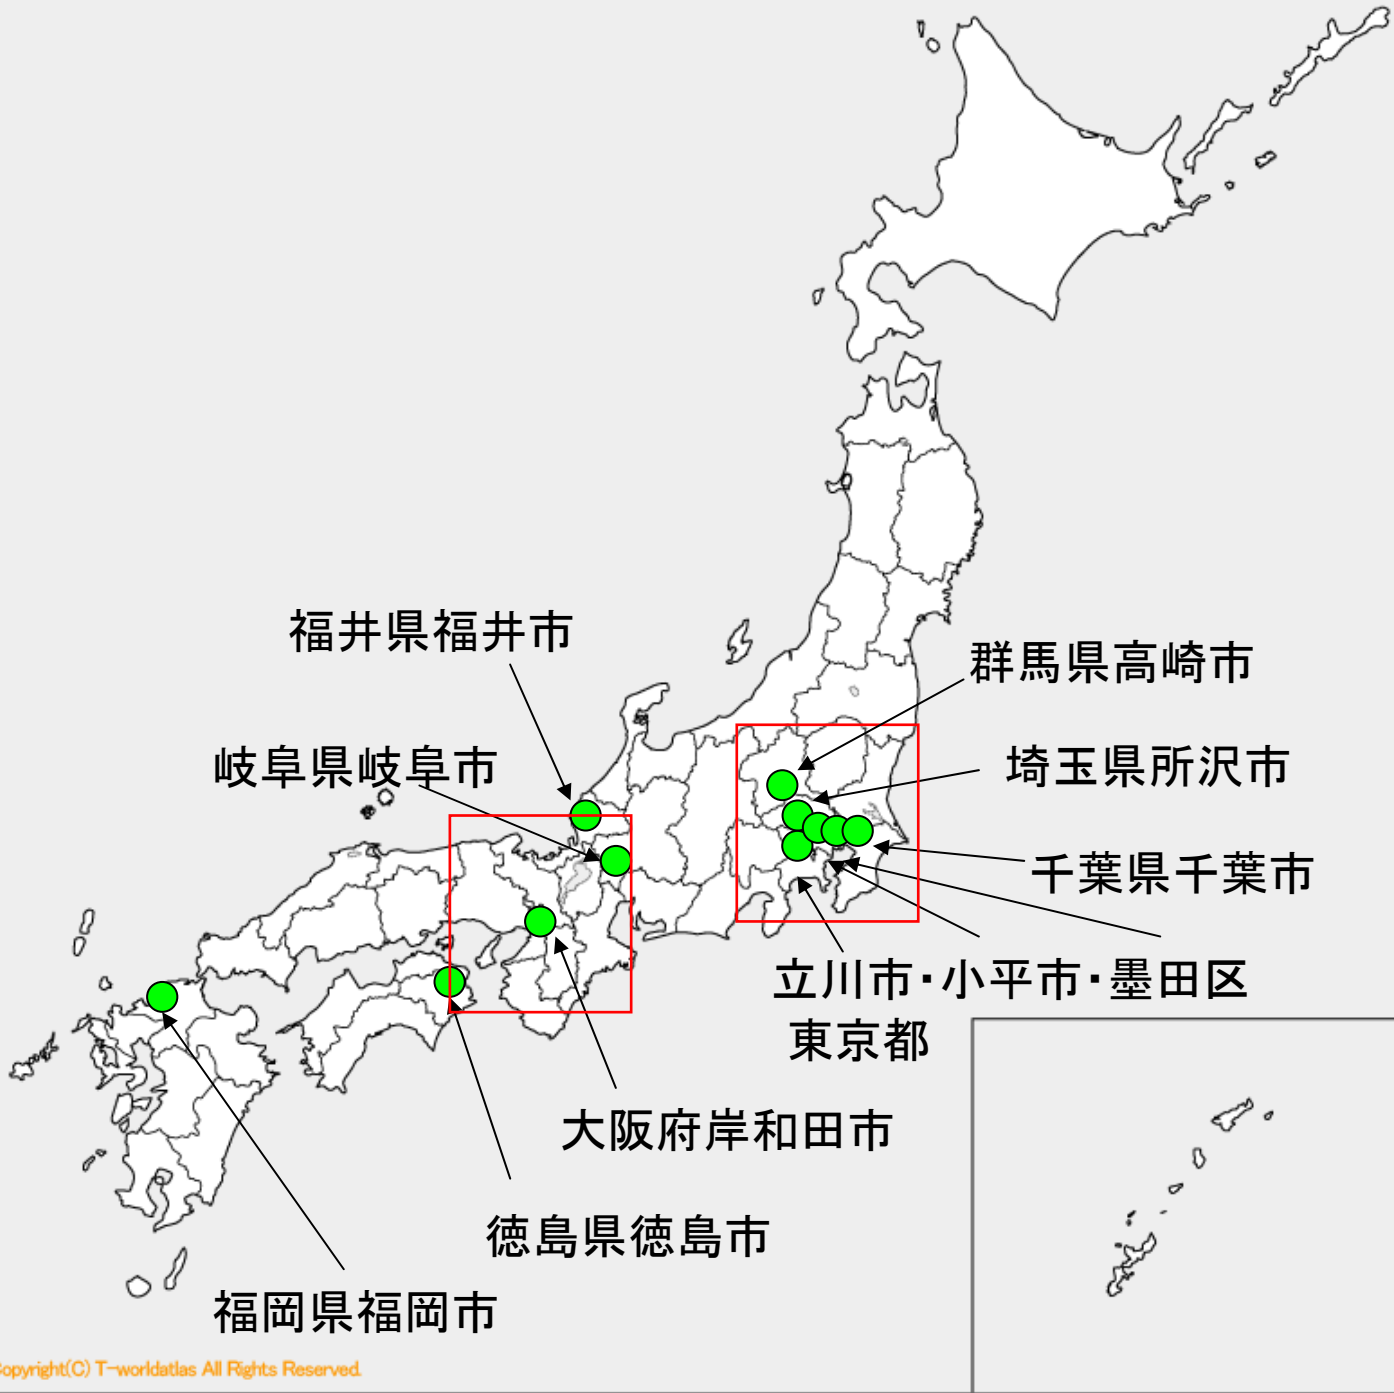 福井県福井市
群馬県高崎市
岐阜県岐阜市
埼玉県所沢市
千葉県千葉市
立川市・小平市・墨田区
東京都
大阪府岸和田市
徳島県徳島市
福岡県福岡市
Copyright(C) T-worldatlas All Rights Reserved.